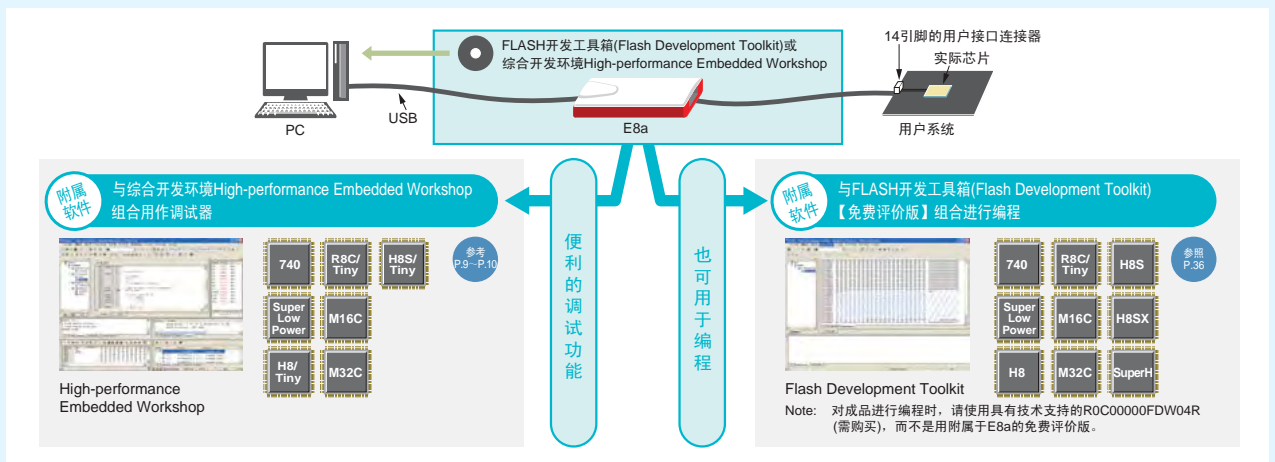 FLASH开发工具箱(Flash Development Toolkit)或
综合开发环境High-performance Embedded Workshop
14引脚的用户接口连接器
实际芯片
PC
USB
E8a
用户系统
附属
软件
与综合开发环境High-performance Embedded Workshop
组合用作调试器
740
R8C/
Tiny
H8S/
Tiny
参考
P.9~P.10
Super
Low
Power
M16C
H8/
Tiny
M32C
High-performance
Embedded Workshop
便利的调试功能
也可用于编程
附属
软件
与FLASH开发工具箱(Flash Development Toolkit)
【免费评价版】组合进行编程
740
R8C/
Tiny
H8S
参照
P.36
Super
Low
Power
M16C
H8SX
H8
M32C
SuperH
Flash Development Toolkit
Note: 对成品进行编程时，请使用具有技术支持的R0C00000FDW04R
(需购买)，而不是用附属于E8a的免费评价版。